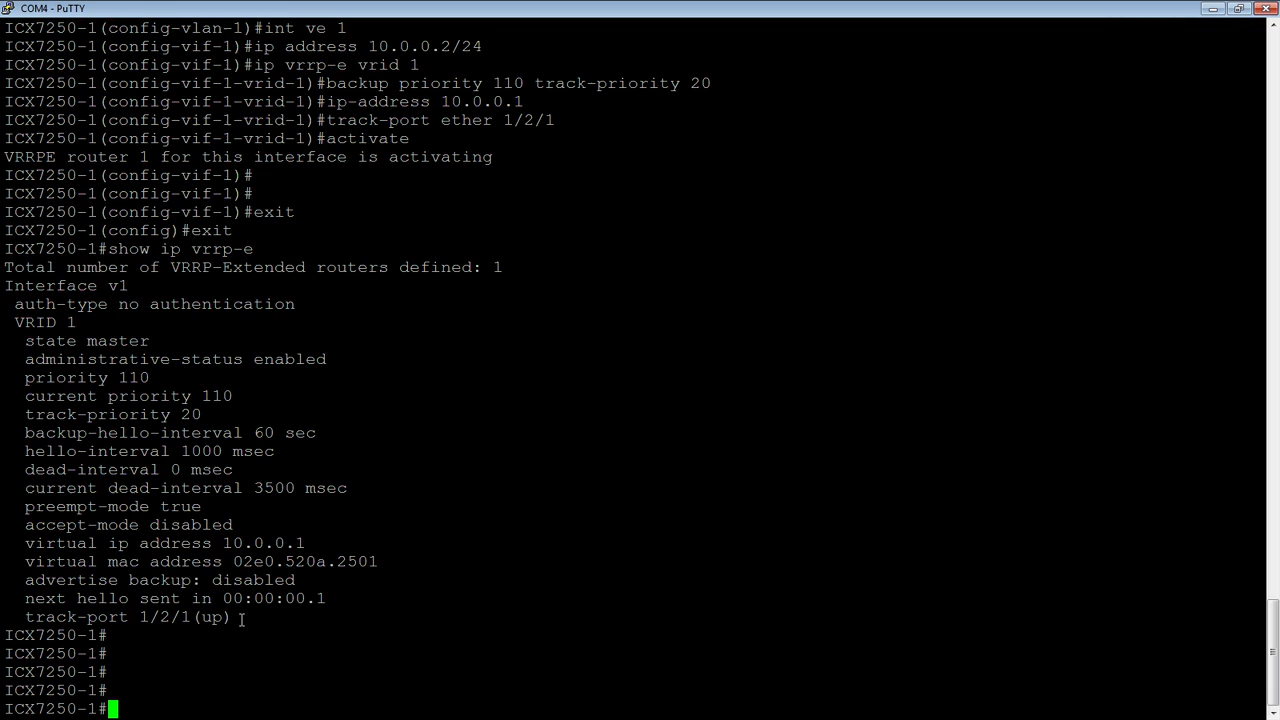 COM4 - PuTTY
ICX7250-1(config-vlan-1)#int ve 1
ICX7250-1(config-vif-1)#ip address 10.0.0.2/24
ICX7250-1(config-vif-1)#ip vrrp-e vrid 1
ICX7250-1(config-vif-1-vrid-1)#backup priority 110 track-priority 20
ICX7250-1(config-vif-1-vrid-1)#ip-address 10.0.0.1
ICX7250-1(config-vif-1-vrid-1)#track-port ether 1/2/1
ICX7250-1(config-vif-1-vrid-1)#activate
VRRPE router 1 for this interface is activating
ICX7250-1(config-vif-1)#
ICX7250-1(config-vif-1)#
ICX7250-1(config-vif-1)#exit
ICX7250-1(config)#exit
ICX7250-1#show ip vrrp-e
Total number of VRRP-Extended routers defined: 1
Interface v1
auth-type no authentication
VRID 1
state master
administrative-status enabled
priority 110
current priority 110
track-priority 20
backup-hello-interval 60 sec
hello-interval 1000 msec
dead-interval 0 msec
current dead-interval 3500 msec
preempt-mode true
accept-mode disabled
virtual ip address 10.0.0.1
virtual mac address 02e0.520a.2501
advertise backup: disabled
next hello sent in 00:00:00.1
track-port 1/2/1(up)
ICX7250-1#
ICX7250-1#
ICX7250-1#
ICX7250-1#
ICX7250-1#